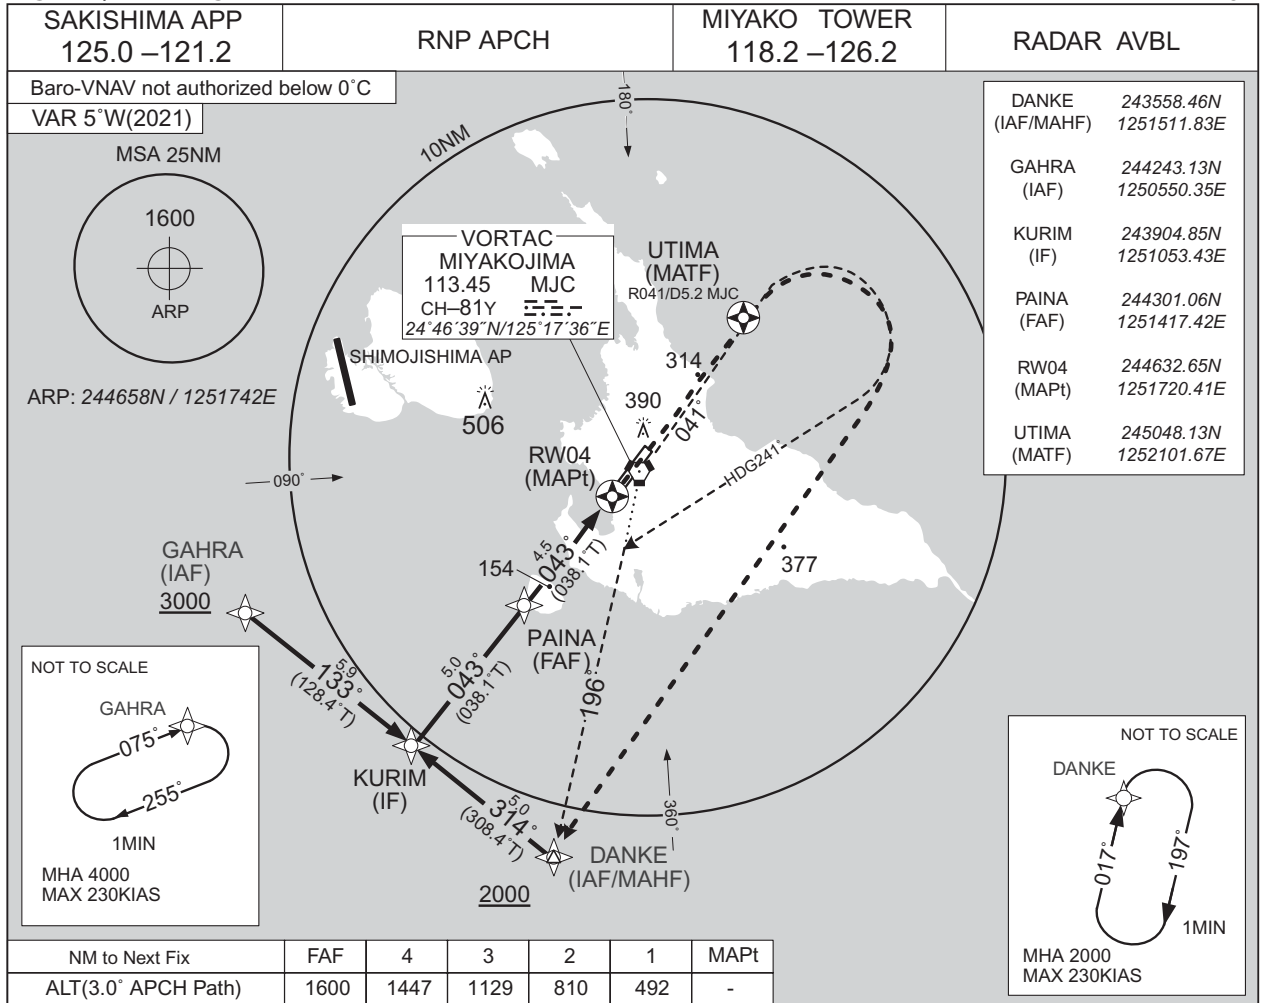 SAKISHIMA APP
125.0 –121.2
RNP APCH
MIYAKO TOWER
118.2 –126.2
RADAR AVBL
Baro-VNAV not authorized below 0˚C
VAR 5˚W(2021)
MSA 25NM
1600
ARP
ARP: 244658N / 1251742E
10NM
180˚
090˚
360˚
VORTAC
MIYAKOJIMA
113.45 MJC
CH–81Y
24˚46´39˝N/125˚17´36˝E
SHIMOJISHIMA AP
506
UTIMA
(MATF)
R041/D5.2 MJC
314
390
041˚
RW04
(MAPt)
HDG241˚
377
4.5
043˚
(038.1˚T)
154
PAINA
(FAF)
5.0
043˚
(038.1˚T)
196˚
GAHRA
(IAF)
3000
5.9
133˚
(128.4˚T)
KURIM
(IF)
5.0
314˚
(308.4˚T)
DANKE
(IAF/MAHF)
2000
DANKE 243558.46N
(IAF/MAHF) 1251511.83E
GAHRA 244243.13N
(IAF) 1250550.35E
KURIM 243904.85N
(IF) 1251053.43E
PAINA 244301.06N
(FAF) 1251417.42E
RW04 244632.65N
(MAPt) 1251720.41E
UTIMA 245048.13N
(MATF) 1252101.67E
NOT TO SCALE
GAHRA
075˚
255˚
1MIN
MHA 4000
MAX 230KIAS
NOT TO SCALE
DANKE
017˚
197˚
1MIN
MHA 2000
MAX 230KIAS
NM to Next Fix FAF 4 3 2 1 MAPt
ALT(3.0˚ APCH Path) 1600 1447 1129 810 492 -